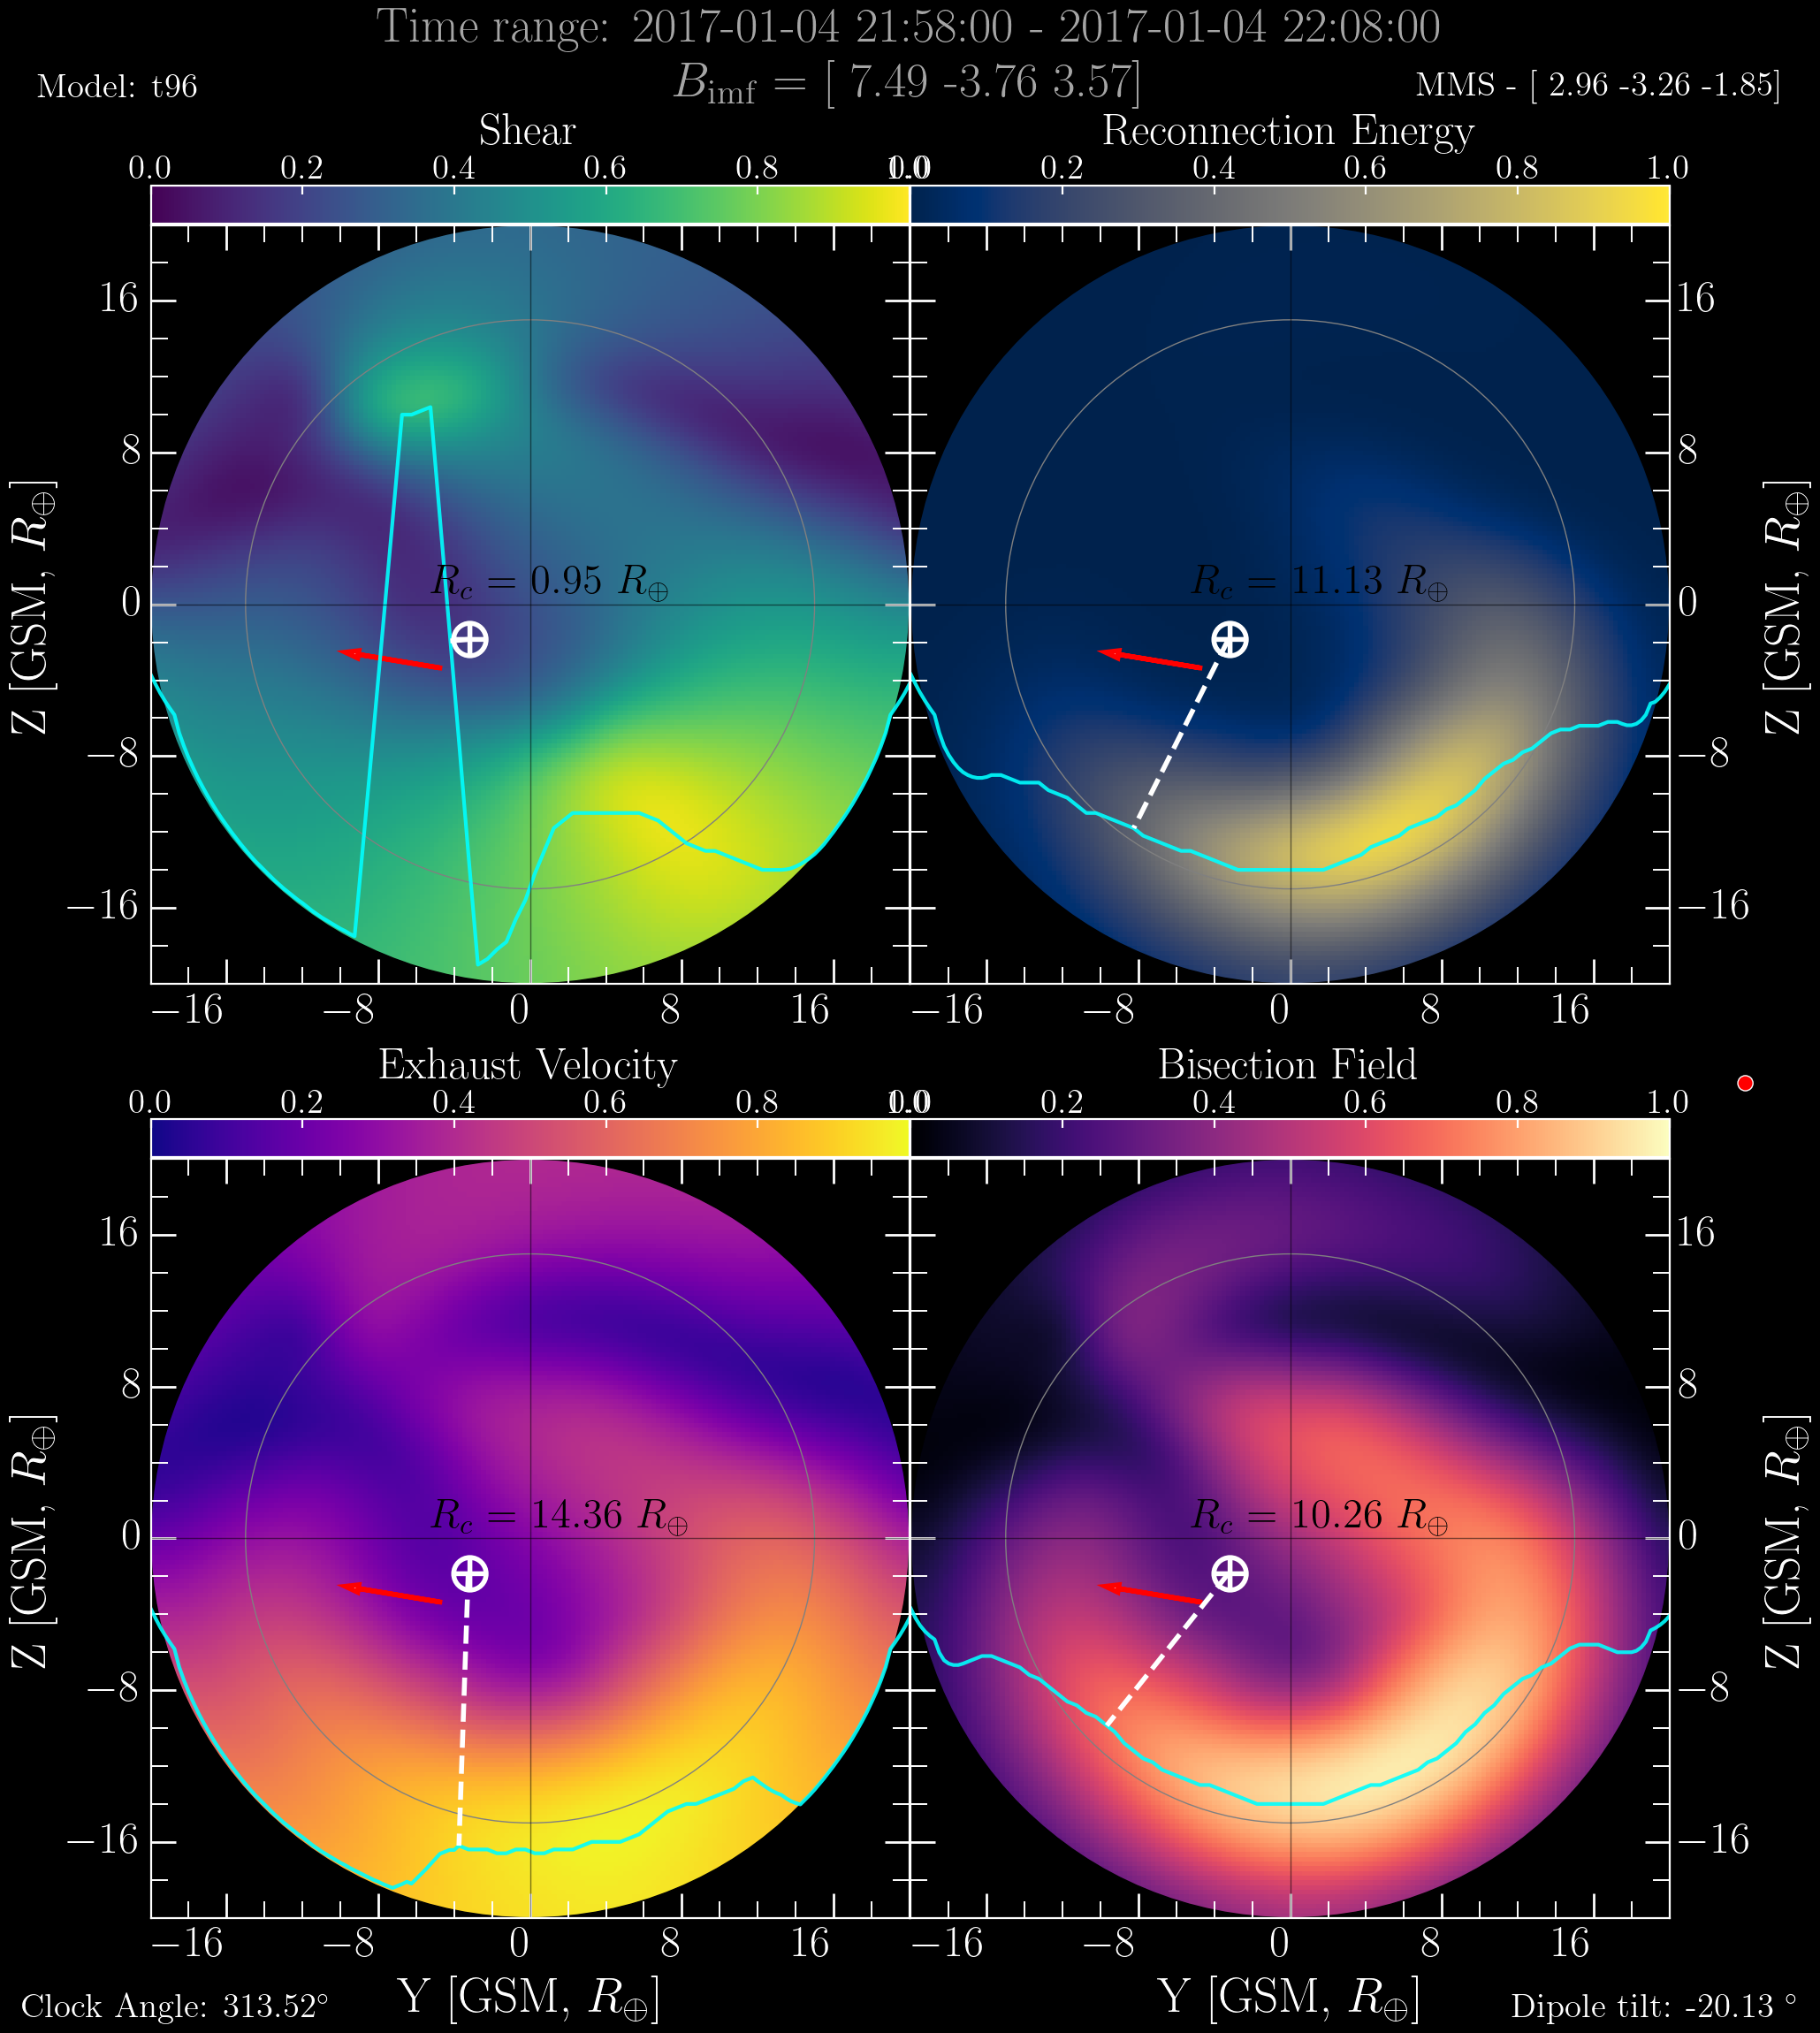 Time range: 2017-01-04 21:58:00 - 2017-01-04 22:08:00
Model: t96
B_imf = [ 7.49 -3.76 3.57]
MMS - [ 2.96 -3.26 -1.85]
Shear
Reconnection Energy
0.0 0.2 0.4 0.6 0.8 1.0
0.0 0.2 0.4 0.6 0.8 1.0
16
8
0
−8
−16
Z [GSM, R⊕]
R_c = 0.95 R⊕
R_c = 11.13 R⊕
16
8
0
−8
−16
Z [GSM, R⊕]
−16 −8 0 8 16
−16 −8 0 8 16
Exhaust Velocity
Bisection Field
0.0 0.2 0.4 0.6 0.8 1.0
0.0 0.2 0.4 0.6 0.8 1.0
16
8
0
−8
−16
Z [GSM, R⊕]
R_c = 14.36 R⊕
R_c = 10.26 R⊕
16
8
0
−8
−16
Z [GSM, R⊕]
−16 −8 0 8 16
−16 −8 0 8 16
Y [GSM, R⊕]
Y [GSM, R⊕]
Clock Angle: 313.52°
Dipole tilt: -20.13 °